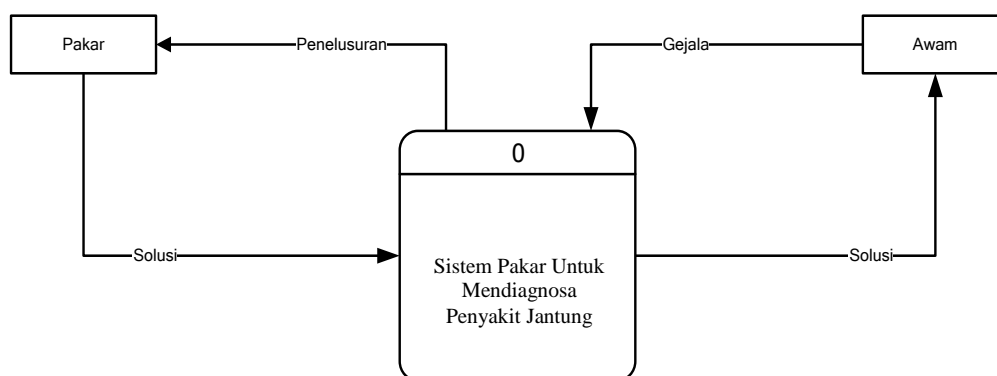 Pakar
Penelusuran
Gejala
Awam
0
Solusi
Sistem Pakar Untuk
Mendiagnosa
Penyakit Jantung
Solusi